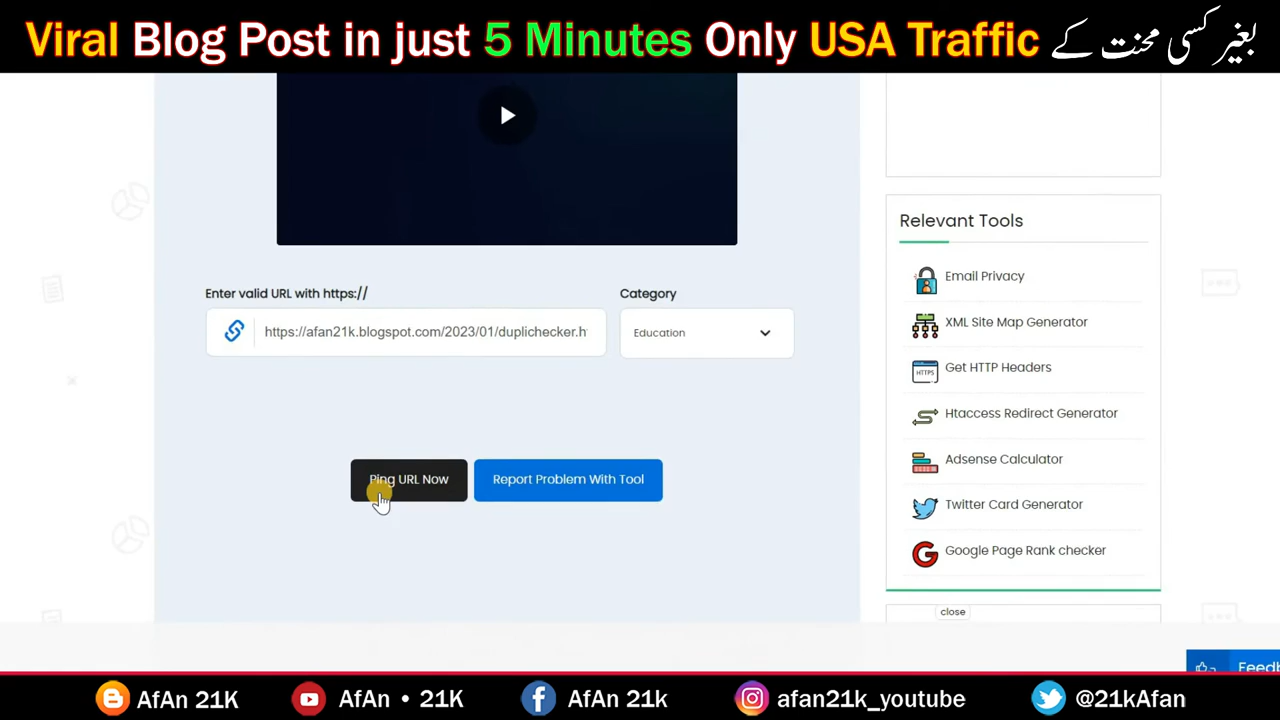 Viral Blog Post in just 5 Minutes Only USA Traffic بغیر کسی محنت کے
Enter valid URL with https://
https://afan21k.blogspot.com/2023/01/duplichecker.h
Category
Education
Ping URL Now
Report Problem With Tool
Relevant Tools
Email Privacy
XML Site Map Generator
HTTPS
Get HTTP Headers
Htaccess Redirect Generator
Adsense Calculator
Twitter Card Generator
Google Page Rank checker
close
Feedb
AfAn 21K
AfAn • 21K
AfAn 21k
afan21k_youtube
@21kAfan